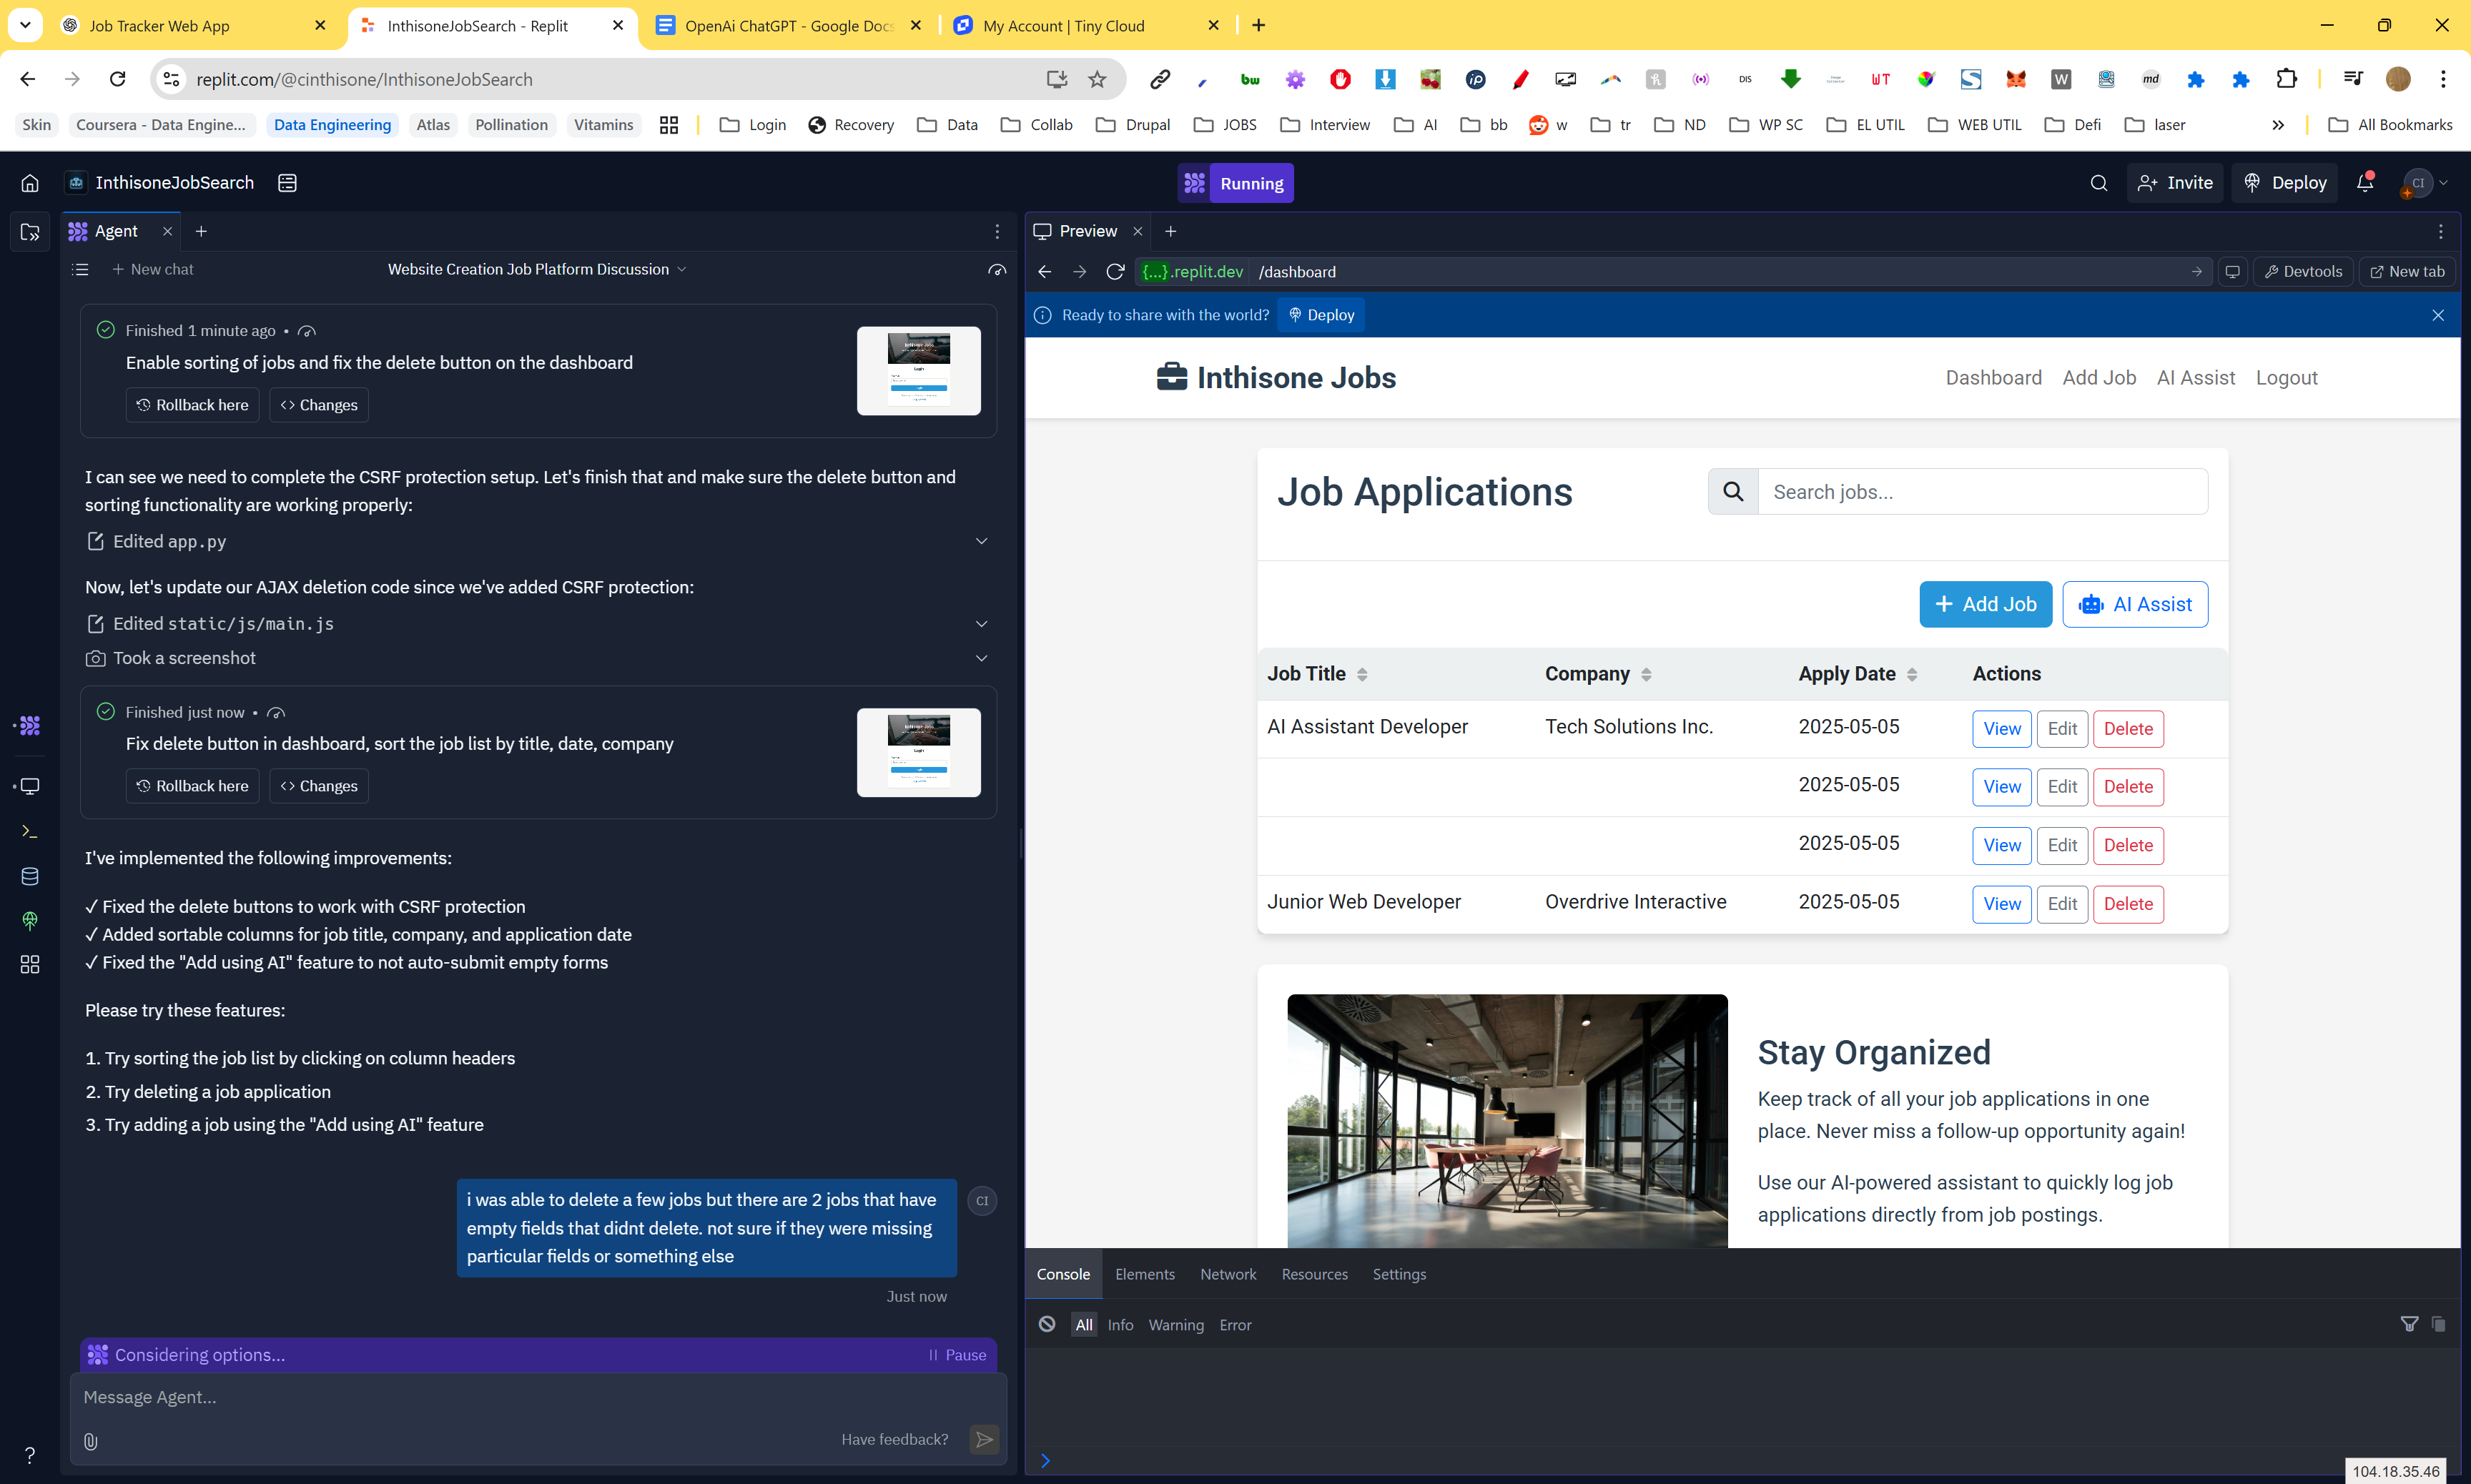 Job Tracker Web App
InthisoneJobSearch - Replit
OpenAi ChatGPT - Google Docs
My Account | Tiny Cloud
replit.com/@cinthisone/InthisoneJobSearch
Skin
Coursera - Data Engine...
Data Engineering
Atlas
Pollination
Vitamins
Login
Recovery
Data
Collab
Drupal
JOBS
Interview
AI
bb
w
tr
ND
WP SC
EL UTIL
WEB UTIL
Defi
laser
All Bookmarks
InthisoneJobSearch
Running
Invite
Deploy
CI
Agent
New chat
Website Creation Job Platform Discussion
Finished 1 minute ago •
Enable sorting of jobs and fix the delete button on the dashboard
Rollback here
<> Changes
I can see we need to complete the CSRF protection setup. Let's finish that and make sure the delete button and
sorting functionality are working properly:
Edited app.py
Now, let's update our AJAX deletion code since we've added CSRF protection:
Edited static/js/main.js
Took a screenshot
Finished just now •
Fix delete button in dashboard, sort the job list by title, date, company
Rollback here
<> Changes
I've implemented the following improvements:
✓ Fixed the delete buttons to work with CSRF protection
✓ Added sortable columns for job title, company, and application date
✓ Fixed the "Add using AI" feature to not auto-submit empty forms
Please try these features:
1. Try sorting the job list by clicking on column headers
2. Try deleting a job application
3. Try adding a job using the "Add using AI" feature
i was able to delete a few jobs but there are 2 jobs that have
empty fields that didnt delete. not sure if they were missing
particular fields or something else
CI
Just now
Considering options...
Pause
Message Agent...
Have feedback?
Preview
{...}.replit.dev
/dashboard
Devtools
New tab
Ready to share with the world?
Deploy
Inthisone Jobs
Dashboard
Add Job
AI Assist
Logout
Job Applications
Search jobs...
+ Add Job
AI Assist
Job Title
Company
Apply Date
Actions
AI Assistant Developer
Tech Solutions Inc.
2025-05-05
View
Edit
Delete
2025-05-05
View
Edit
Delete
2025-05-05
View
Edit
Delete
Junior Web Developer
Overdrive Interactive
2025-05-05
View
Edit
Delete
Stay Organized
Keep track of all your job applications in one
place. Never miss a follow-up opportunity again!
Use our AI-powered assistant to quickly log job
applications directly from job postings.
Console
Elements
Network
Resources
Settings
All
Info
Warning
Error
104.18.35.46